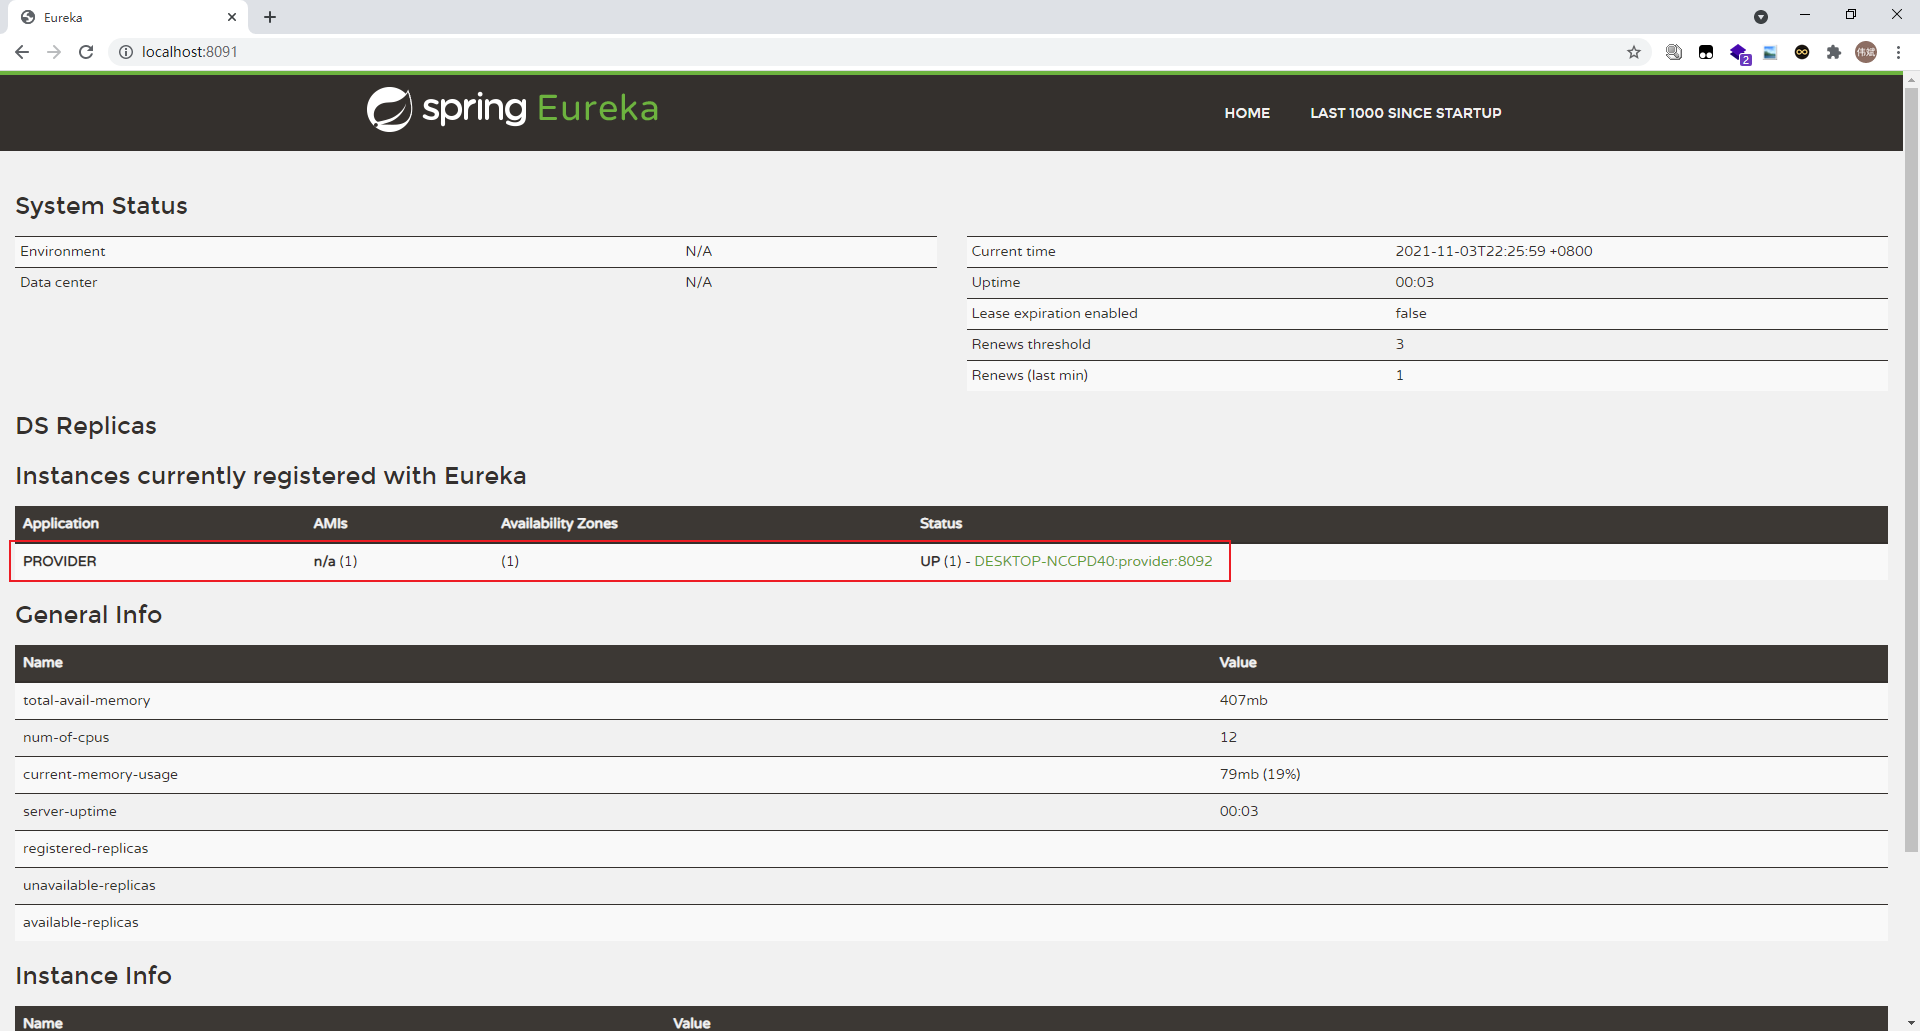 Eureka
localhost:8091
2
伟斌
spring Eureka
HOME
LAST 1000 SINCE STARTUP
System Status
Environment N/A
Data center N/A
Current time 2021-11-03T22:25:59 +0800
Uptime 00:03
Lease expiration enabled false
Renews threshold 3
Renews (last min) 1
DS Replicas
Instances currently registered with Eureka
Application AMIs Availability Zones Status
PROVIDER n/a (1) (1) UP (1) - DESKTOP-NCCPD40:provider:8092
General Info
Name Value
total-avail-memory 407mb
num-of-cpus 12
current-memory-usage 79mb (19%)
server-uptime 00:03
registered-replicas
unavailable-replicas
available-replicas
Instance Info
Name Value